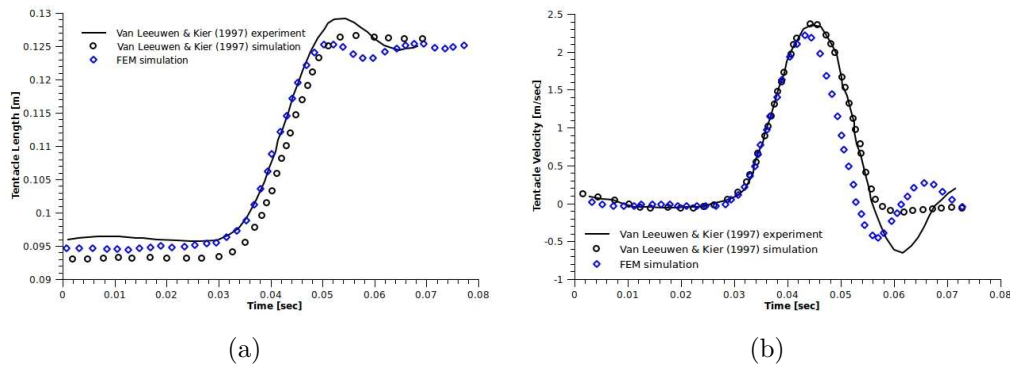 Tentacle Length [m]
0.13
0.125
0.12
0.115
0.11
0.105
0.1
0.095
0.09
Van Leeuwen & Kier (1997) experiment
Van Leeuwen & Kier (1997) simulation
FEM simulation
0
0.01
0.02
0.03
0.04
0.05
0.06
0.07
0.08
Time [sec]
(a)
Tentacle Velocity [m/sec]
2.5
2
1.5
1
0.5
0
-0.5
-1
Van Leeuwen & Kier (1997) experiment
Van Leeuwen & Kier (1997) simulation
FEM simulation
0
0.01
0.02
0.03
0.04
0.05
0.06
0.07
0.08
Time [sec]
(b)